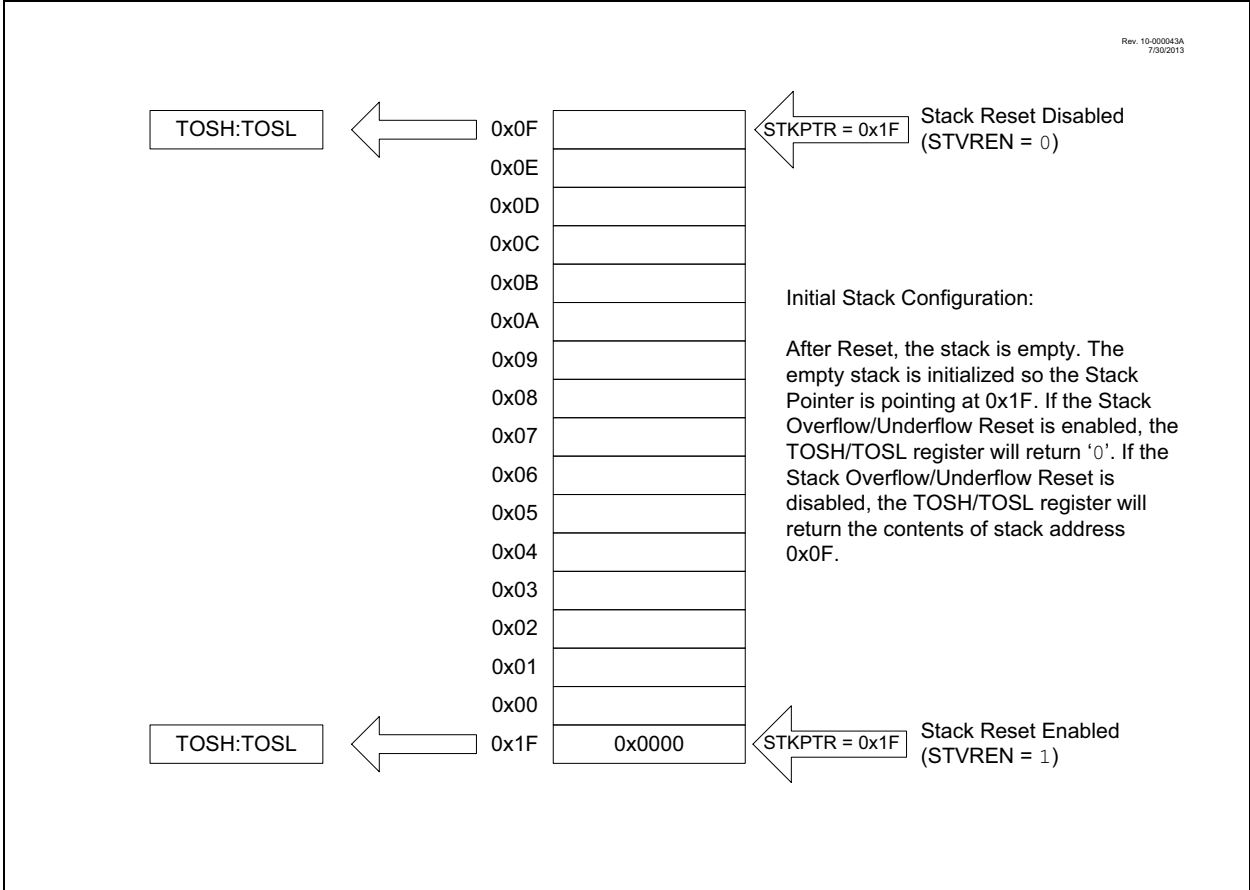 Rev. 10-000043A
7/30/2013
TOSH:TOSL
0x0F
STKPTR = 0x1F
Stack Reset Disabled
(STVREN = 0)
0x0E
0x0D
0x0C
0x0B
0x0A
0x09
0x08
0x07
0x06
0x05
0x04
0x03
0x02
0x01
0x00
Initial Stack Configuration:
After Reset, the stack is empty. The
empty stack is initialized so the Stack
Pointer is pointing at 0x1F. If the Stack
Overflow/Underflow Reset is enabled, the
TOSH/TOSL register will return ‘0’. If the
Stack Overflow/Underflow Reset is
disabled, the TOSH/TOSL register will
return the contents of stack address
0x0F.
TOSH:TOSL
0x1F
0x0000
STKPTR = 0x1F
Stack Reset Enabled
(STVREN = 1)